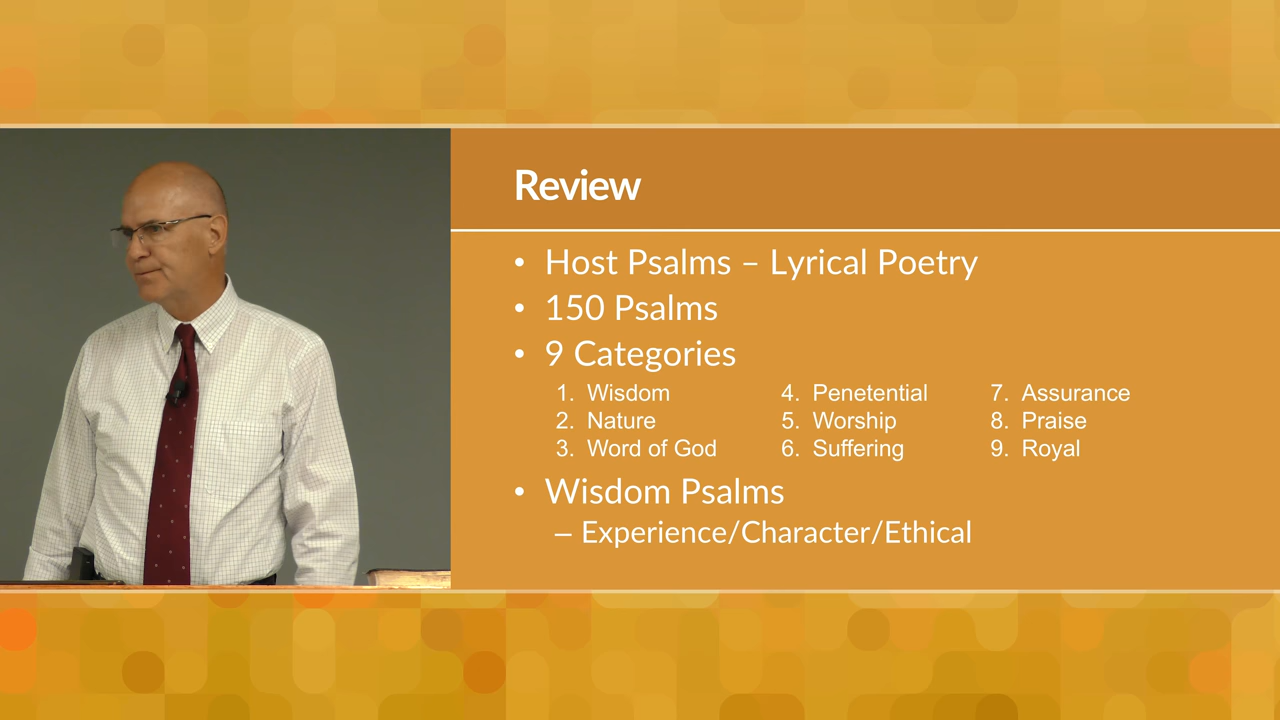 Review
• Host Psalms – Lyrical Poetry
• 150 Psalms
• 9 Categories
1. Wisdom
2. Nature
3. Word of God
4. Penetential
5. Worship
6. Suffering
7. Assurance
8. Praise
9. Royal
• Wisdom Psalms
– Experience/Character/Ethical